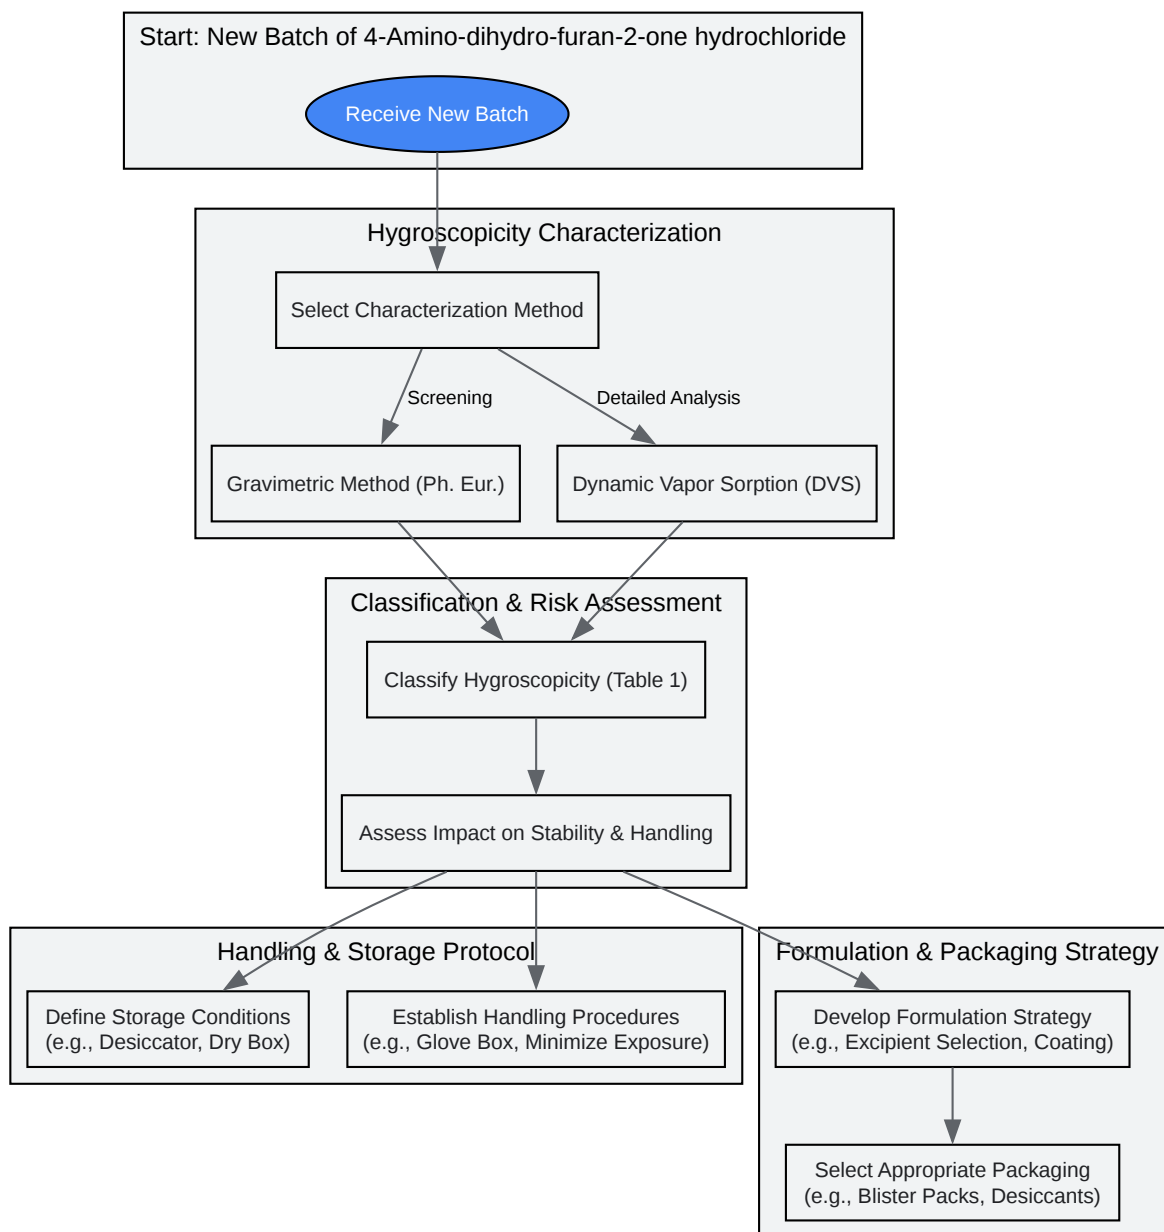 Start: New Batch of 4-Amino-dihydro-furan-2-one hydrochloride
Receive New Batch
Hygroscopicity Characterization
Select Characterization Method
Screening
Detailed Analysis
Gravimetric Method (Ph. Eur.)
Dynamic Vapor Sorption (DVS)
Classification & Risk Assessment
Classify Hygroscopicity (Table 1)
Assess Impact on Stability & Handling
Handling & Storage Protocol
Define Storage Conditions
(e.g., Desiccator, Dry Box)
Establish Handling Procedures
(e.g., Glove Box, Minimize Exposure)
Formulation & Packaging Strategy
Develop Formulation Strategy
(e.g., Excipient Selection, Coating)
Select Appropriate Packaging
(e.g., Blister Packs, Desiccants)